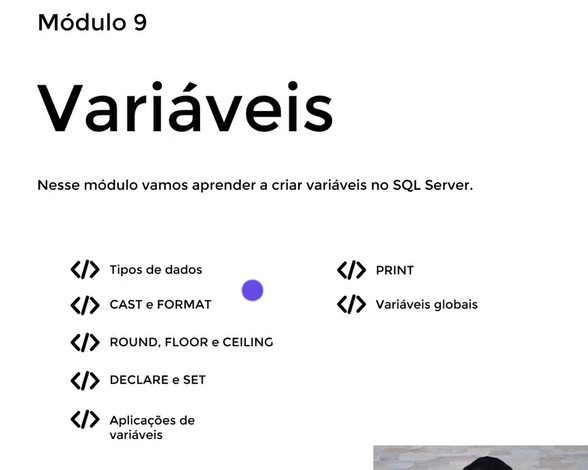 Módulo 9
Variáveis
Nesse módulo vamos aprender a criar variáveis no SQL Server.
</> Tipos de dados
</> CAST e FORMAT
</> ROUND, FLOOR e CEILING
</> DECLARE e SET
</> Aplicações de
variáveis
</> PRINT
</> Variáveis globais